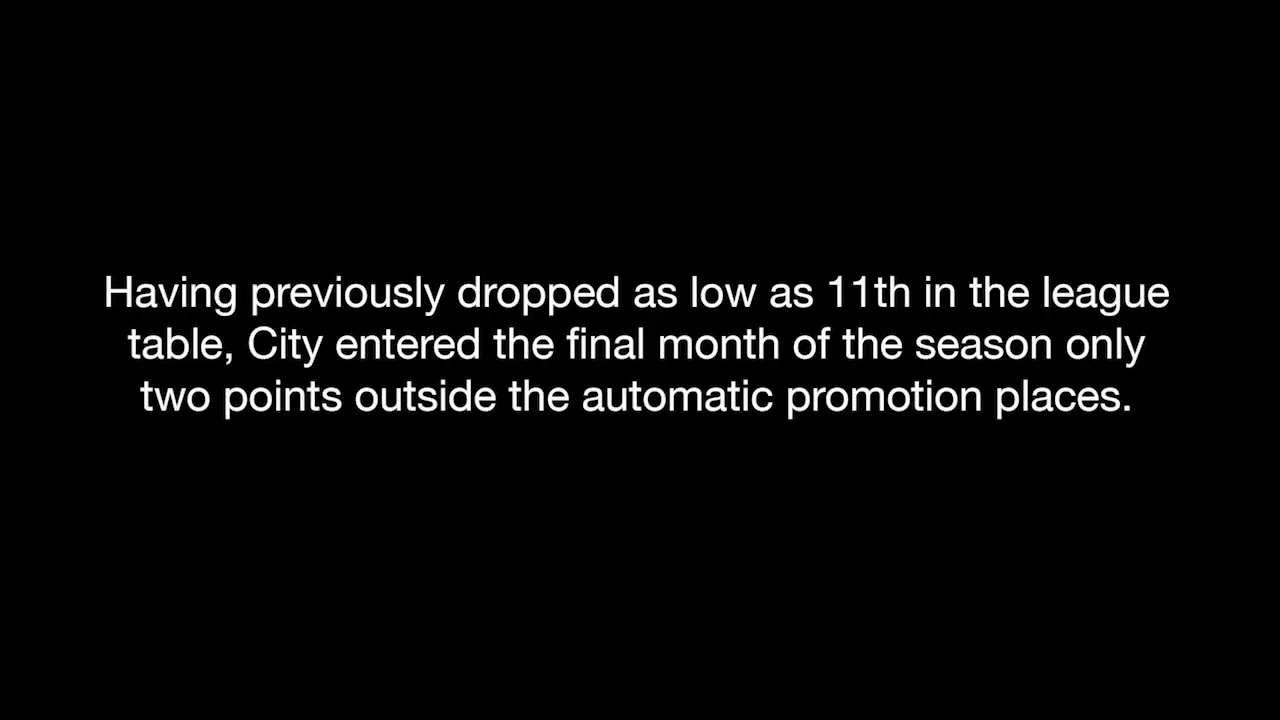 Having previously dropped as low as 11th in the league
table, City entered the final month of the season only
two points outside the automatic promotion places.